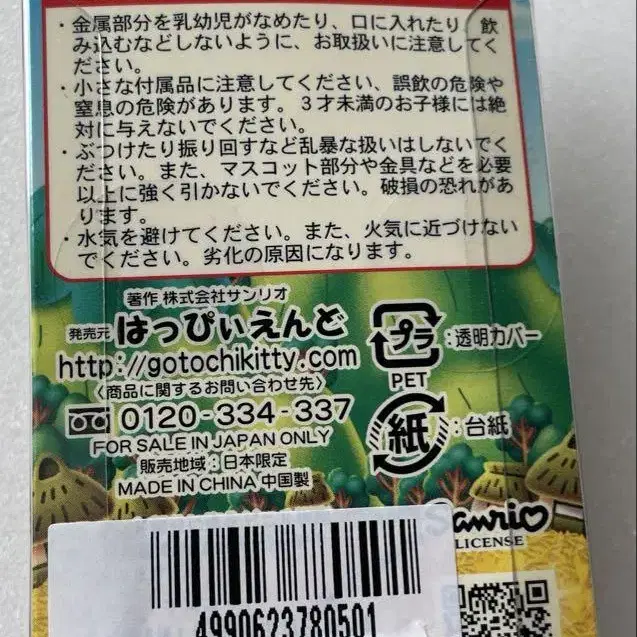 ・金属部分を乳幼児がなめたり、口に入れたり、飲
み込むなどしないように、お取扱いに注意してく
ださい。
・小さな付属品に注意してください、誤飲の危険や
窒息の危険があります。3才未満のお子様には絶
対に与えないでください。
・ぶつけたり振り回すなど乱暴な扱いはしないでく
ださい。また、マスコット部分や金具などを必要
以上に強く引かないでください。破損の恐れがあ
ります。
・水気を避けてください。また、火気に近づけない
でください。劣化の原因になります。
著作 株式会社サンリオ
発売元 はっぴぃえんど
http://gotochikitty.com
〈商品に関するお問い合わせ先〉
0120-334-337
FOR SALE IN JAPAN ONLY
販売地域:日本限定
MADE IN CHINA 中国製
プラ :透明カバー
PET
紙 :台紙
Sanrio
LICENSE
4990623780501